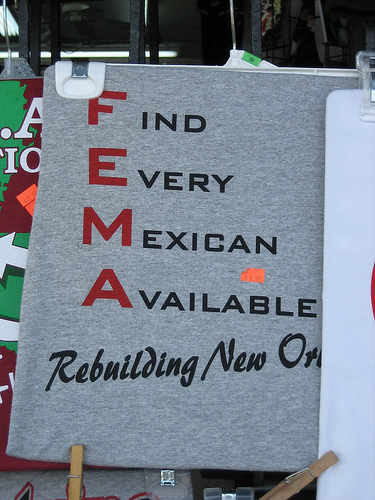 FIND
EVERY
MEXICAN
AVAILABLE
Rebuilding New Or